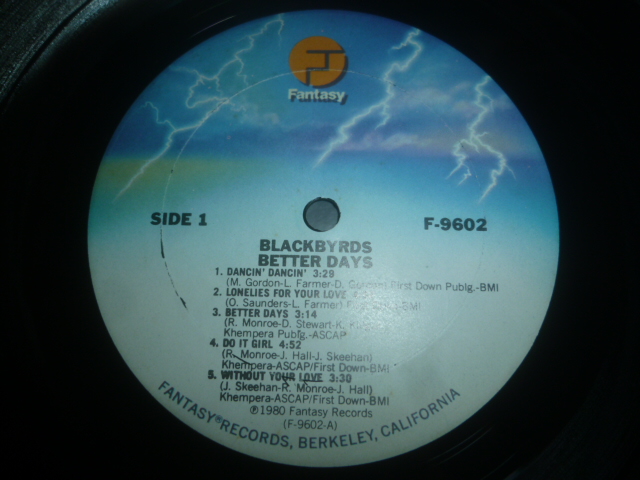 Fantasy
SIDE 1
F-9602
BLACKBYRDS
BETTER DAYS
1. DANCIN' DANCIN' 3:29
(M. Gordon-L. Farmer-D. First Down Publg.-BMI
2. LONELIES FOR YOUR LOVE
(O. Saunders-L. Farmer) BMI
3. BETTER DAYS 3:14
(R. Monroe-D. Stewart-K.
Khempera Publg.-ASCAP
4. DO IT GIRL 4:52
(R. Monroe-J. Hall-J. Skeehan)
Khempera-ASCAP/First Down-BMI
5. WITHOUT YOUR LOVE 3:30
(J. Skeehan-R. Monroe-J. Hall)
Khempera-ASCAP/First Down-BMI
℗1980 Fantasy Records
(F-9602-A)
FANTASY®RECORDS, BERKELEY, CALIFORNIA